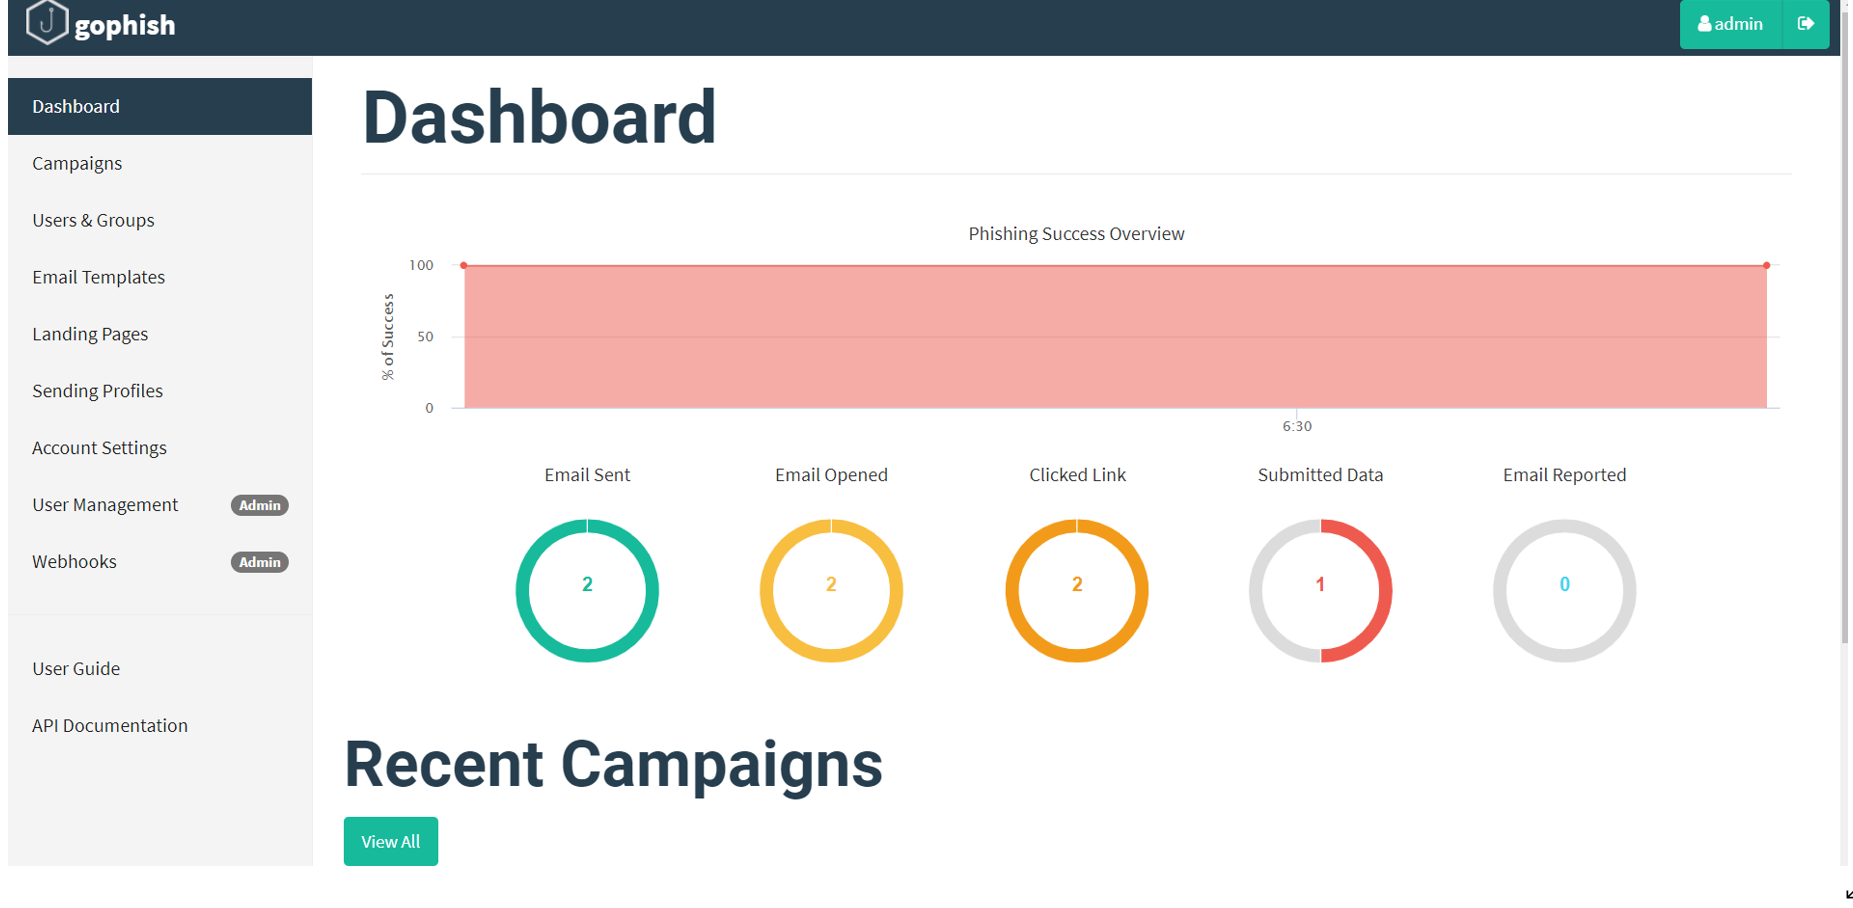 gophish
admin
Dashboard
Campaigns
Users & Groups
Email Templates
Landing Pages
Sending Profiles
Account Settings
User Management Admin
Webhooks Admin
User Guide
API Documentation
Dashboard
Phishing Success Overview
% of Success
100
50
0
6:30
Email Sent
2
Email Opened
2
Clicked Link
2
Submitted Data
1
Email Reported
0
Recent Campaigns
View All